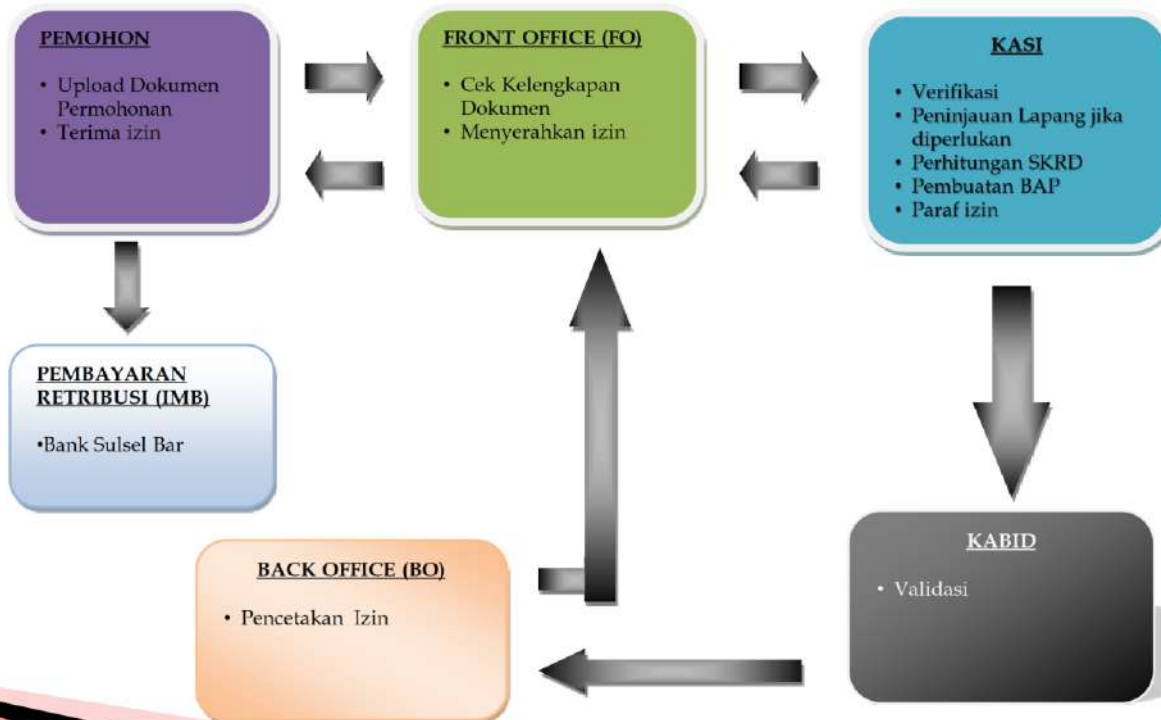 PEMOHON
• Upload Dokumen
Permohonan
• Terima izin
FRONT OFFICE (FO)
• Cek Kelengkapan
Dokumen
• Menyerahkan izin
KASI
• Verifikasi
• Peninjauan Lapang jika
diperlukan
• Perhitungan SKRD
• Pembuatan BAP
• Paraf izin
PEMBAYARAN
RETRIBUSI (IMB)
•Bank Sulsel Bar
BACK OFFICE (BO)
• Pencetakan Izin
KABID
• Validasi